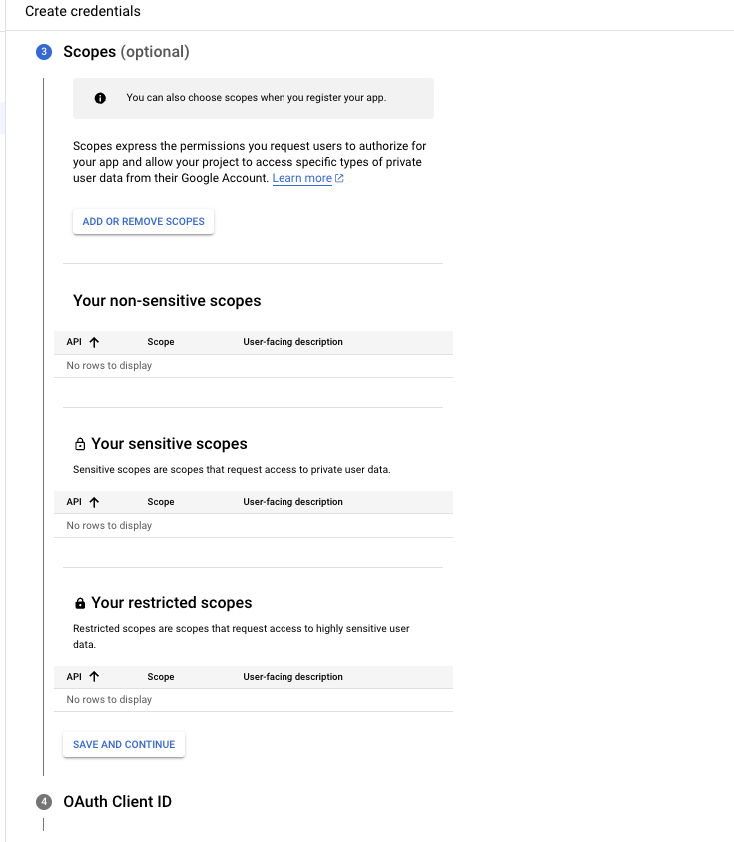 Create credentials
3 Scopes (optional)
You can also choose scopes when you register your app.
Scopes express the permissions you request users to authorize for
your app and allow your project to access specific types of private
user data from their Google Account. Learn more
ADD OR REMOVE SCOPES
Your non-sensitive scopes
API Scope User-facing description
No rows to display
Your sensitive scopes
Sensitive scopes are scopes that request access to private user data.
API Scope User-facing description
No rows to display
Your restricted scopes
Restricted scopes are scopes that request access to highly sensitive user
data.
API Scope User-facing description
No rows to display
SAVE AND CONTINUE
4 OAuth Client ID